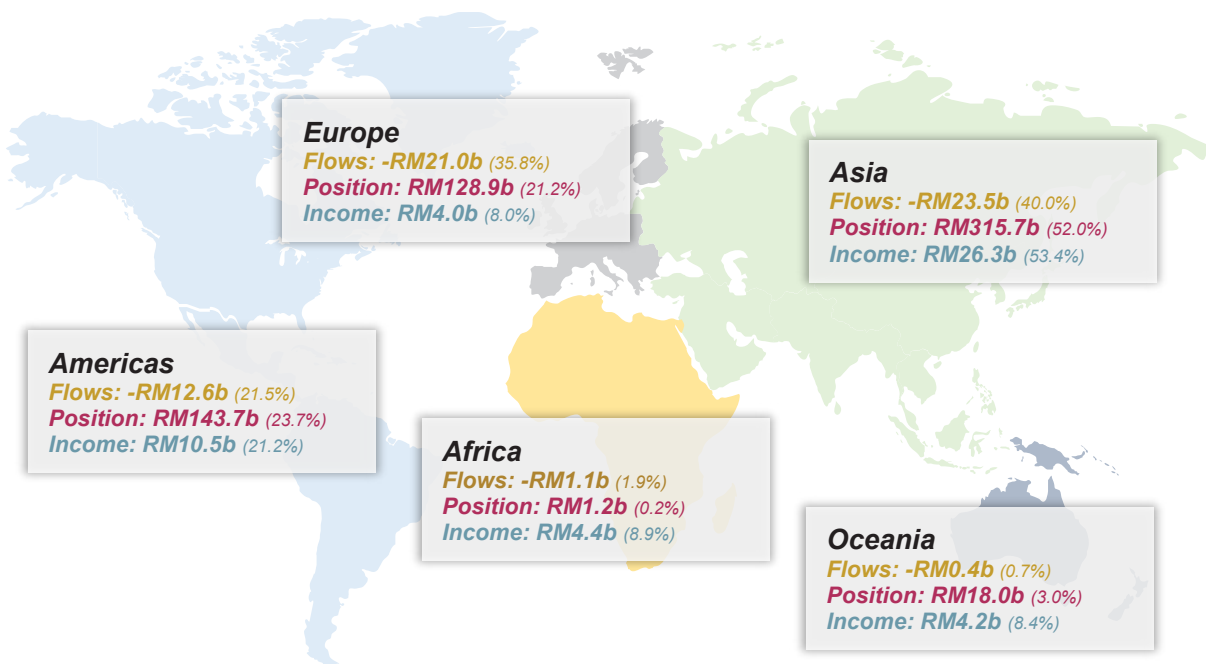 Europe
Flows: -RM21.0b (35.8%)
Position: RM128.9b (21.2%)
Income: RM4.0b (8.0%)
Asia
Flows: -RM23.5b (40.0%)
Position: RM315.7b (52.0%)
Income: RM26.3b (53.4%)
Americas
Flows: -RM12.6b (21.5%)
Position: RM143.7b (23.7%)
Income: RM10.5b (21.2%)
Africa
Flows: -RM1.1b (1.9%)
Position: RM1.2b (0.2%)
Income: RM4.4b (8.9%)
Oceania
Flows: -RM0.4b (0.7%)
Position: RM18.0b (3.0%)
Income: RM4.2b (8.4%)